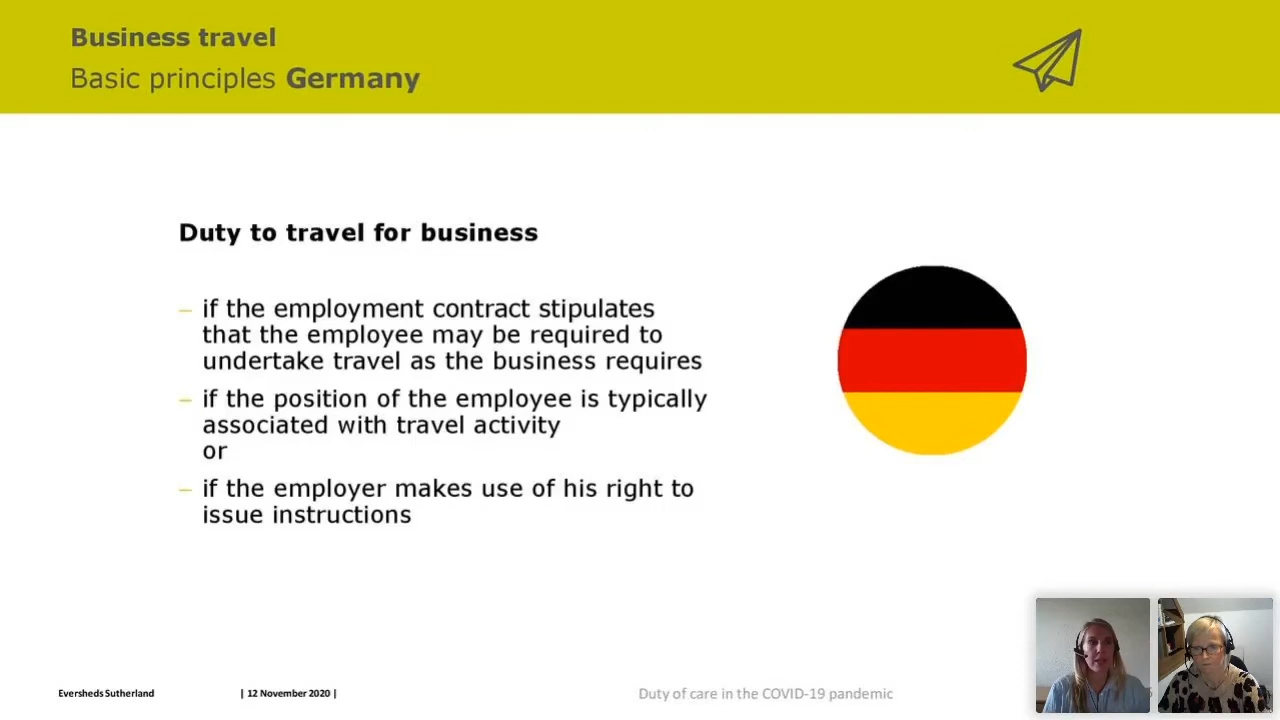 Business travel
Basic principles Germany
Duty to travel for business
– if the employment contract stipulates
that the employee may be required to
undertake travel as the business requires
– if the position of the employee is typically
associated with travel activity
or
– if the employer makes use of his right to
issue instructions
Eversheds Sutherland | 12 November 2020 | Duty of care in the COVID-19 pandemic